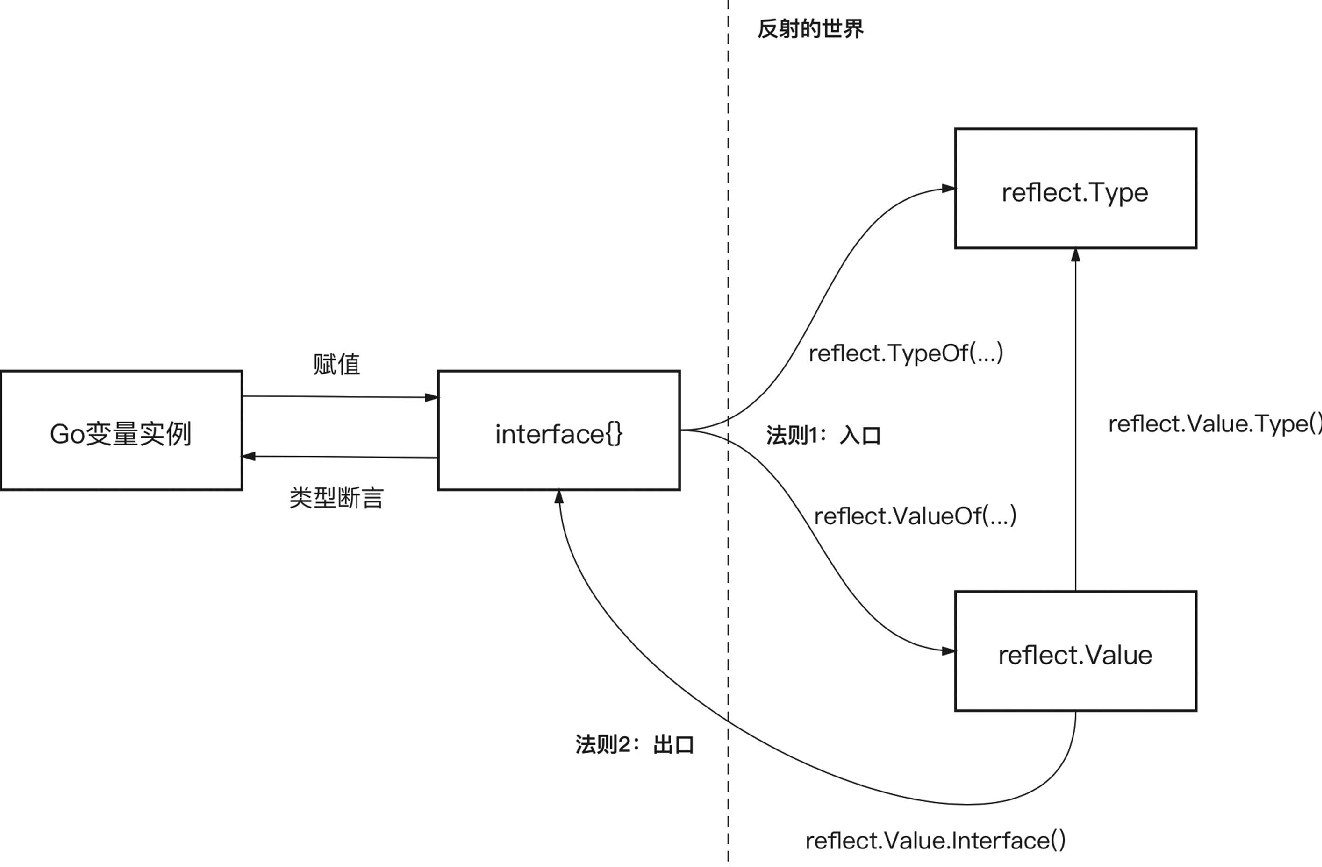 反射的世界
reflect.Type
赋值
reflect.TypeOf(...)
Go变量实例
interface{}
法则1：入口
reflect.Value.Type()
类型断言
reflect.ValueOf(...)
reflect.Value
法则2：出口
reflect.Value.Interface()